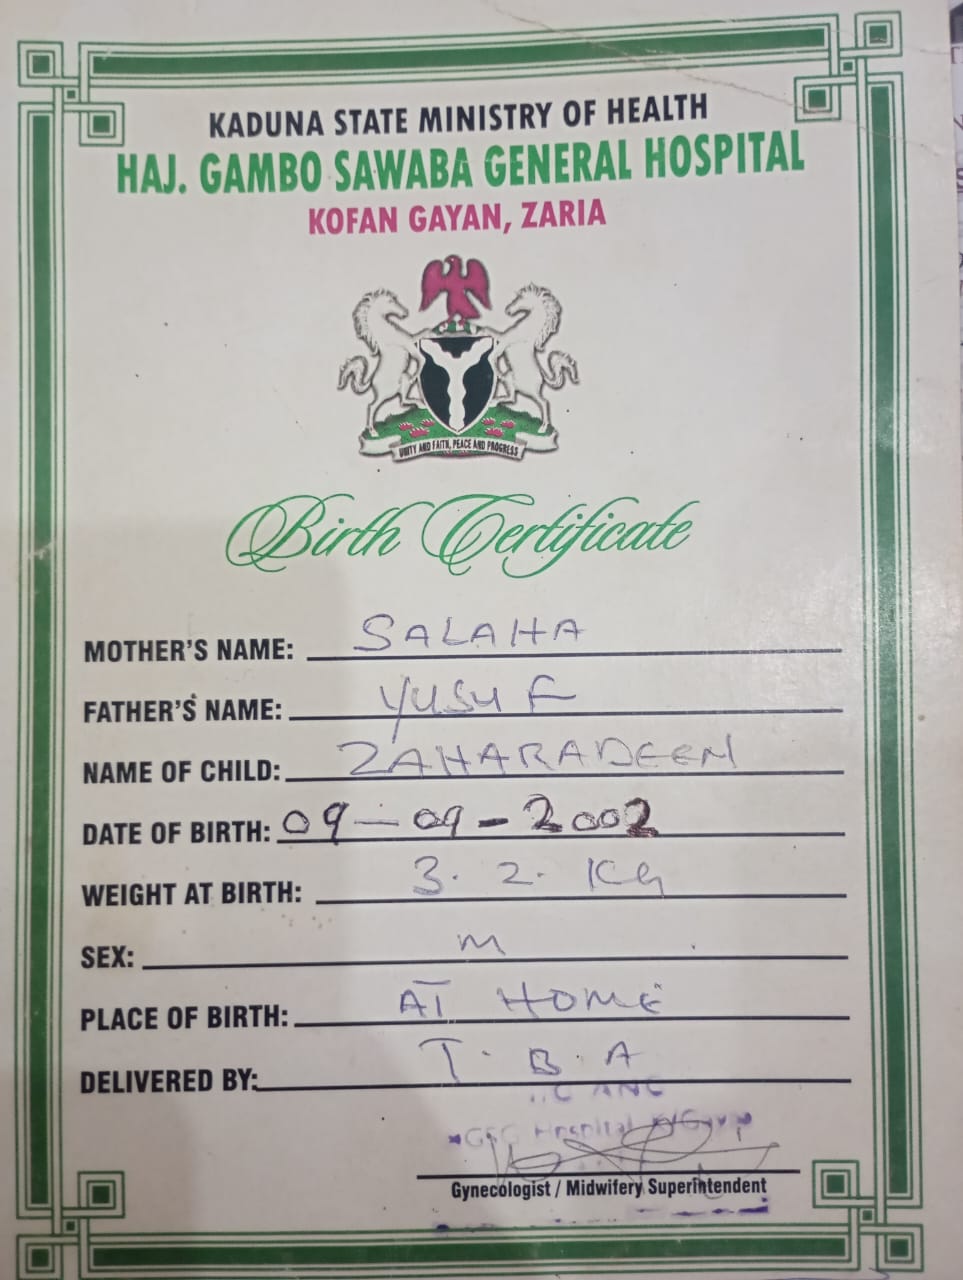 KADUNA STATE MINISTRY OF HEALTH
HAJ. GAMBO SAWABA GENERAL HOSPITAL
KOFAN GAYAN, ZARIA
UNITY AND FAITH, PEACE AND PROGRESS
Birth Certificate
MOTHER'S NAME: SALAHA
FATHER'S NAME: YUSUF
NAME OF CHILD: ZAHARADEEN
DATE OF BIRTH: 09-09-2002
WEIGHT AT BIRTH: 3.2. KG
SEX: M
PLACE OF BIRTH: AT HOME
DELIVERED BY: T.B.A
ANC
Hospital
Gynecologist / Midwifery Superintendent